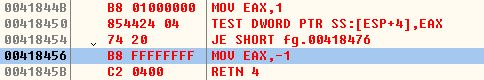 0041844B B8 01000000 MOV EAX,1
00418450 854424 04 TEST DWORD PTR SS:[ESP+4],EAX
00418454 74 20 JE SHORT fg.00418476
00418456 B8 FFFFFFFF MOV EAX,-1
0041845B C2 0400 RETN 4